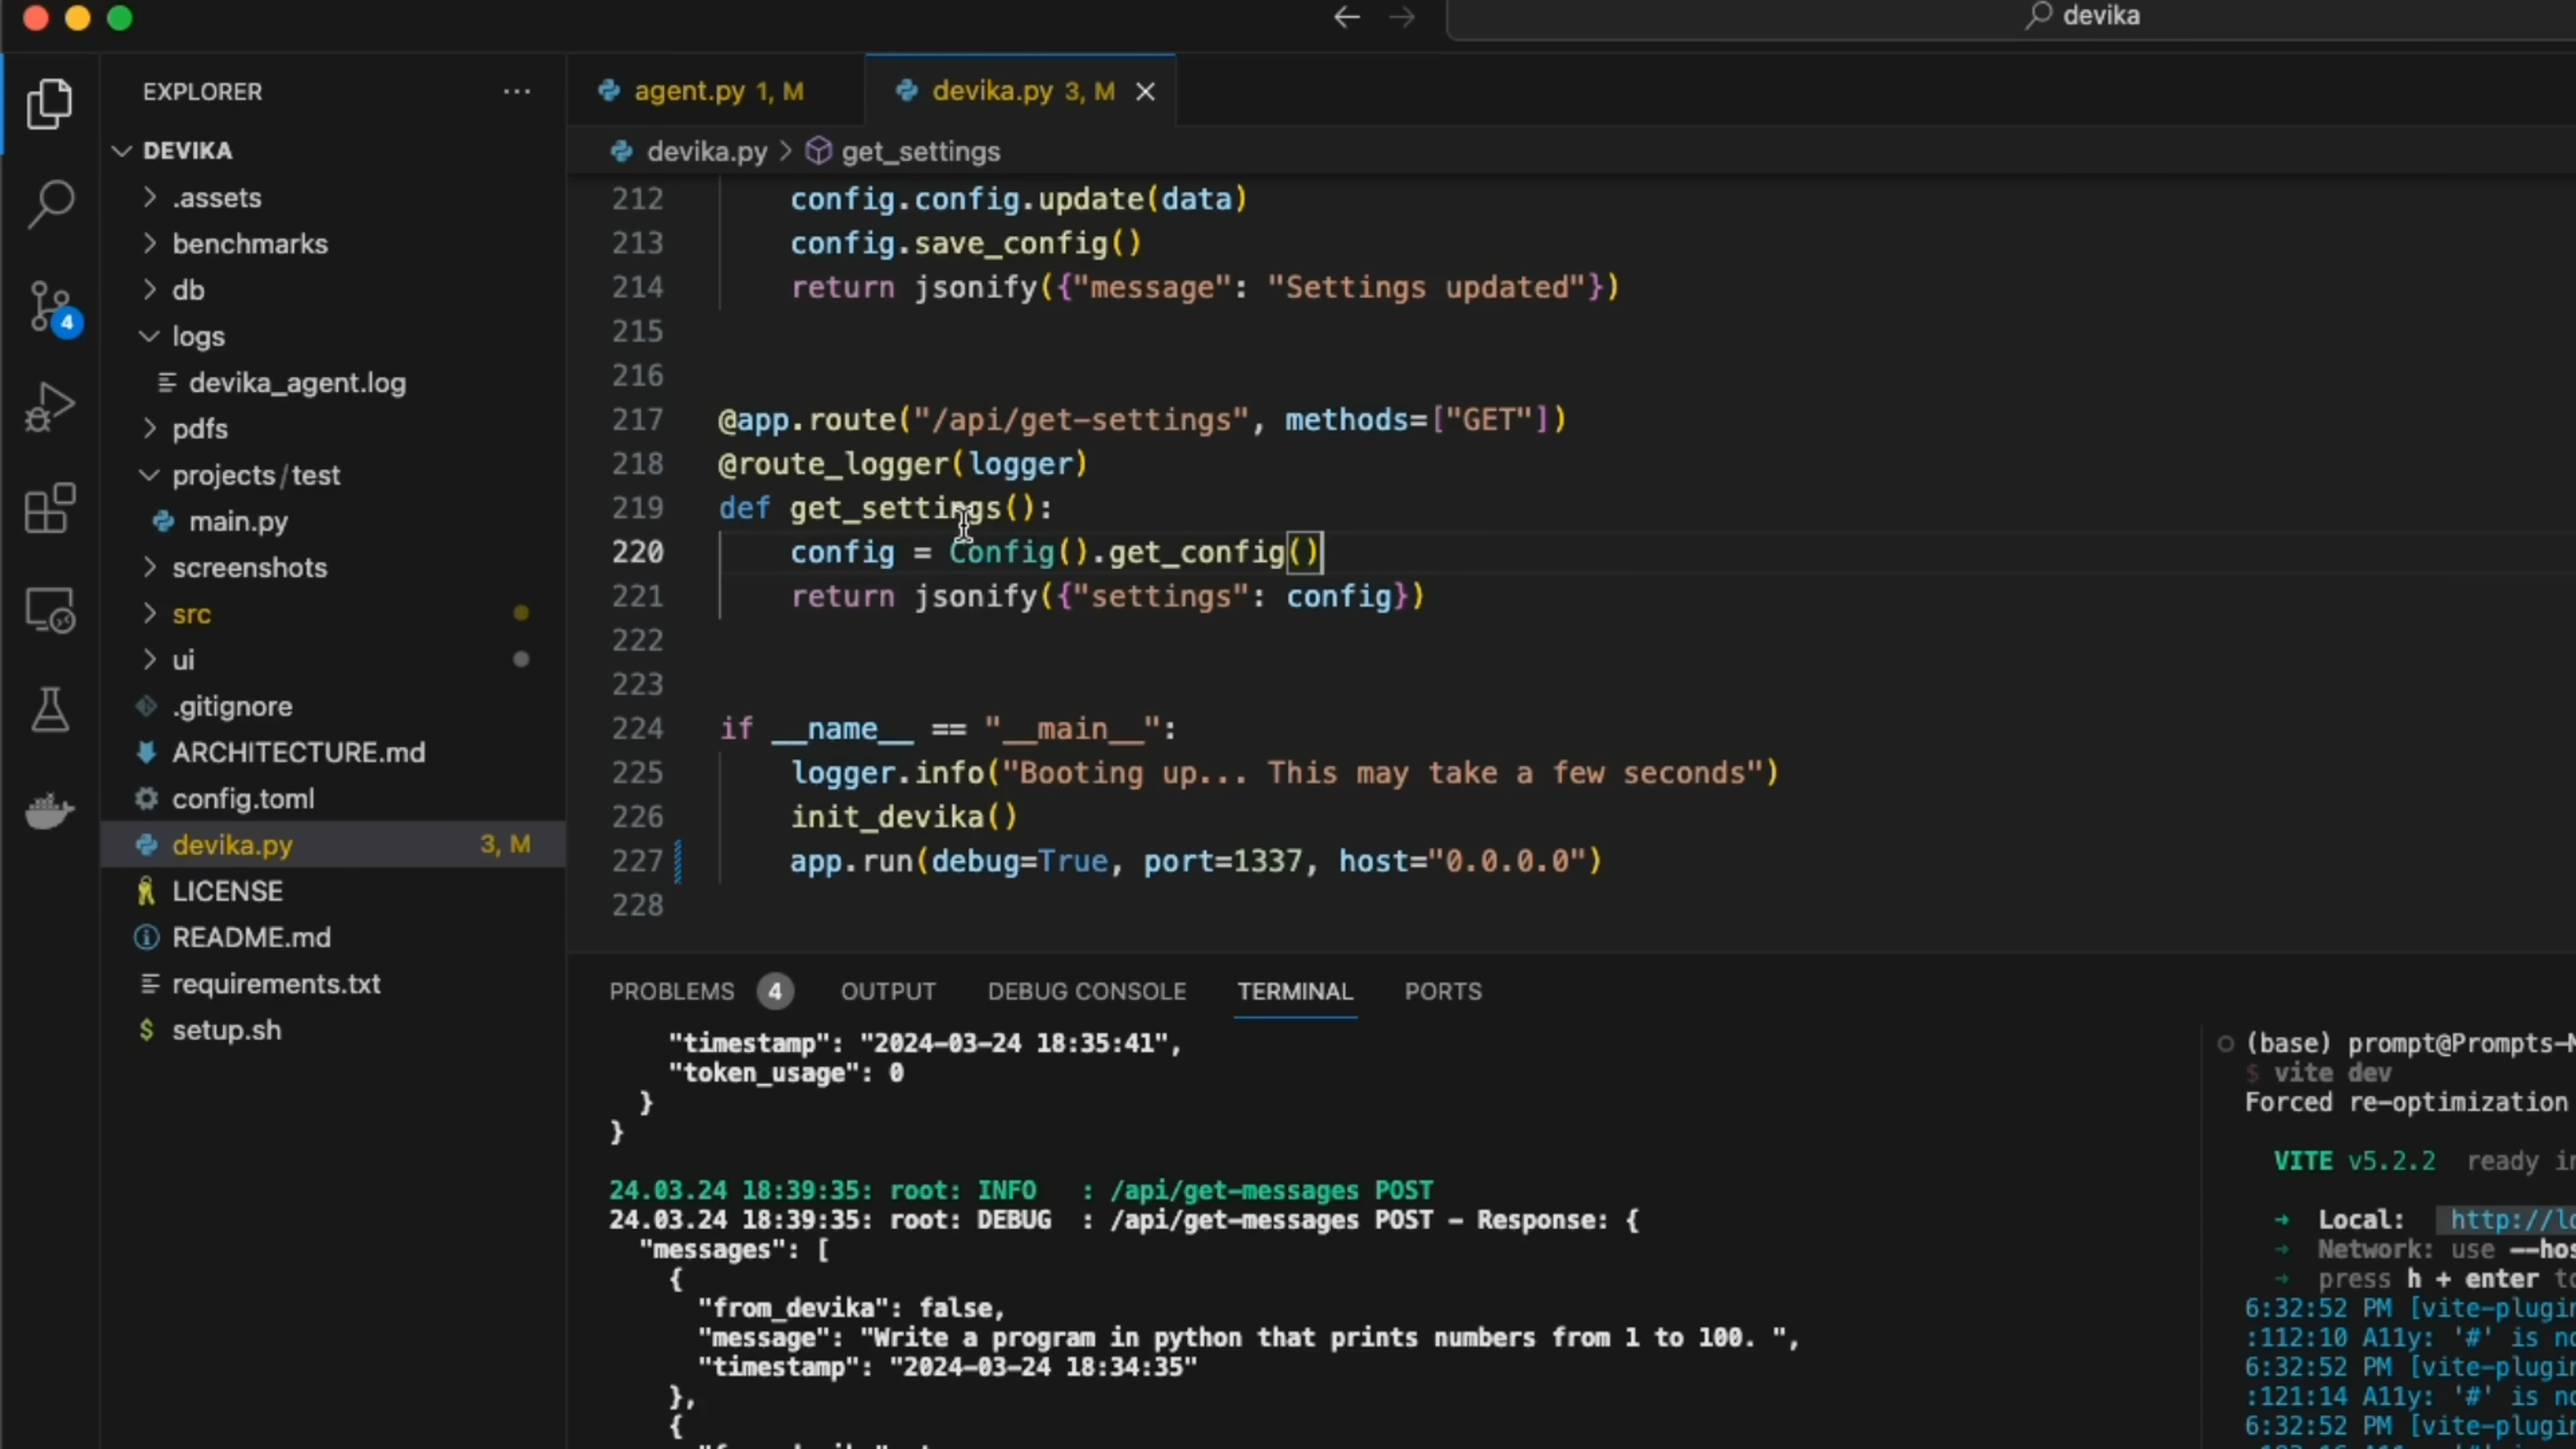 devika
EXPLORER ...
DEVIKA
.assets
benchmarks
db
logs
devika_agent.log
pdfs
projects/test
main.py
screenshots
src
ui
.gitignore
ARCHITECTURE.md
config.toml
devika.py 3, M
LICENSE
README.md
requirements.txt
$ setup.sh
4
agent.py 1, M
devika.py 3, M
devika.py > get_settings
212 config.config.update(data)
213 config.save_config()
214 return jsonify({"message": "Settings updated"})
215
216
217 @app.route("/api/get-settings", methods=["GET"])
218 @route_logger(logger)
219 def get_settings():
220 config = Config().get_config()
221 return jsonify({"settings": config})
222
223
224 if __name__ == "__main__":
225 logger.info("Booting up... This may take a few seconds")
226 init_devika()
227 app.run(debug=True, port=1337, host="0.0.0.0")
228
PROBLEMS 4 OUTPUT DEBUG CONSOLE TERMINAL PORTS
"timestamp": "2024-03-24 18:35:41",
"token_usage": 0
}
}
24.03.24 18:39:35: root: INFO : /api/get-messages POST
24.03.24 18:39:35: root: DEBUG : /api/get-messages POST - Response: {
"messages": [
{
"from_devika": false,
"message": "Write a program in python that prints numbers from 1 to 100. ",
"timestamp": "2024-03-24 18:34:35"
},
{
(base) prompt@Prompts-M
$ vite dev
Forced re-optimization
VITE v5.2.2 ready in
➜ Local: http://lo
➜ Network: use --hos
➜ press h + enter to
6:32:52 PM [vite-plugin
:112:10 A11y: '#' is no
6:32:52 PM [vite-plugin
:121:14 A11y: '#' is no
6:32:52 PM [vite-plugin